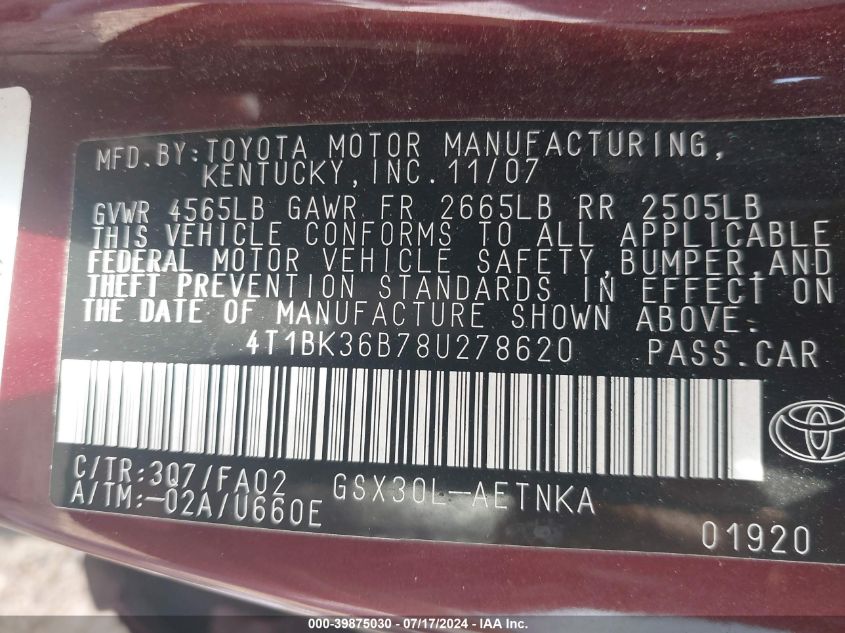 MFD.BY:TOYOTA MOTOR MANUFACTURING,
KENTUCKY,INC.11/07
GVWR 4565LB GAWR FR 2665LB RR 2505LB
THIS VEHICLE CONFORMS TO ALL APPLICABLE
FEDERAL MOTOR VEHICLE SAFETY,BUMPER,AND
THEFT PREVENTION STANDARDS IN EFFECT ON
THE DATE OF MANUFACTURE SHOWN ABOVE:
4T1BK36B78U278620 PASS.CAR
C/TR:3Q7/FA02 GSX30L-AETNKA
A/TM:-02A/U660E
01920
000-39875030 - 07/17/2024 - IAA Inc.